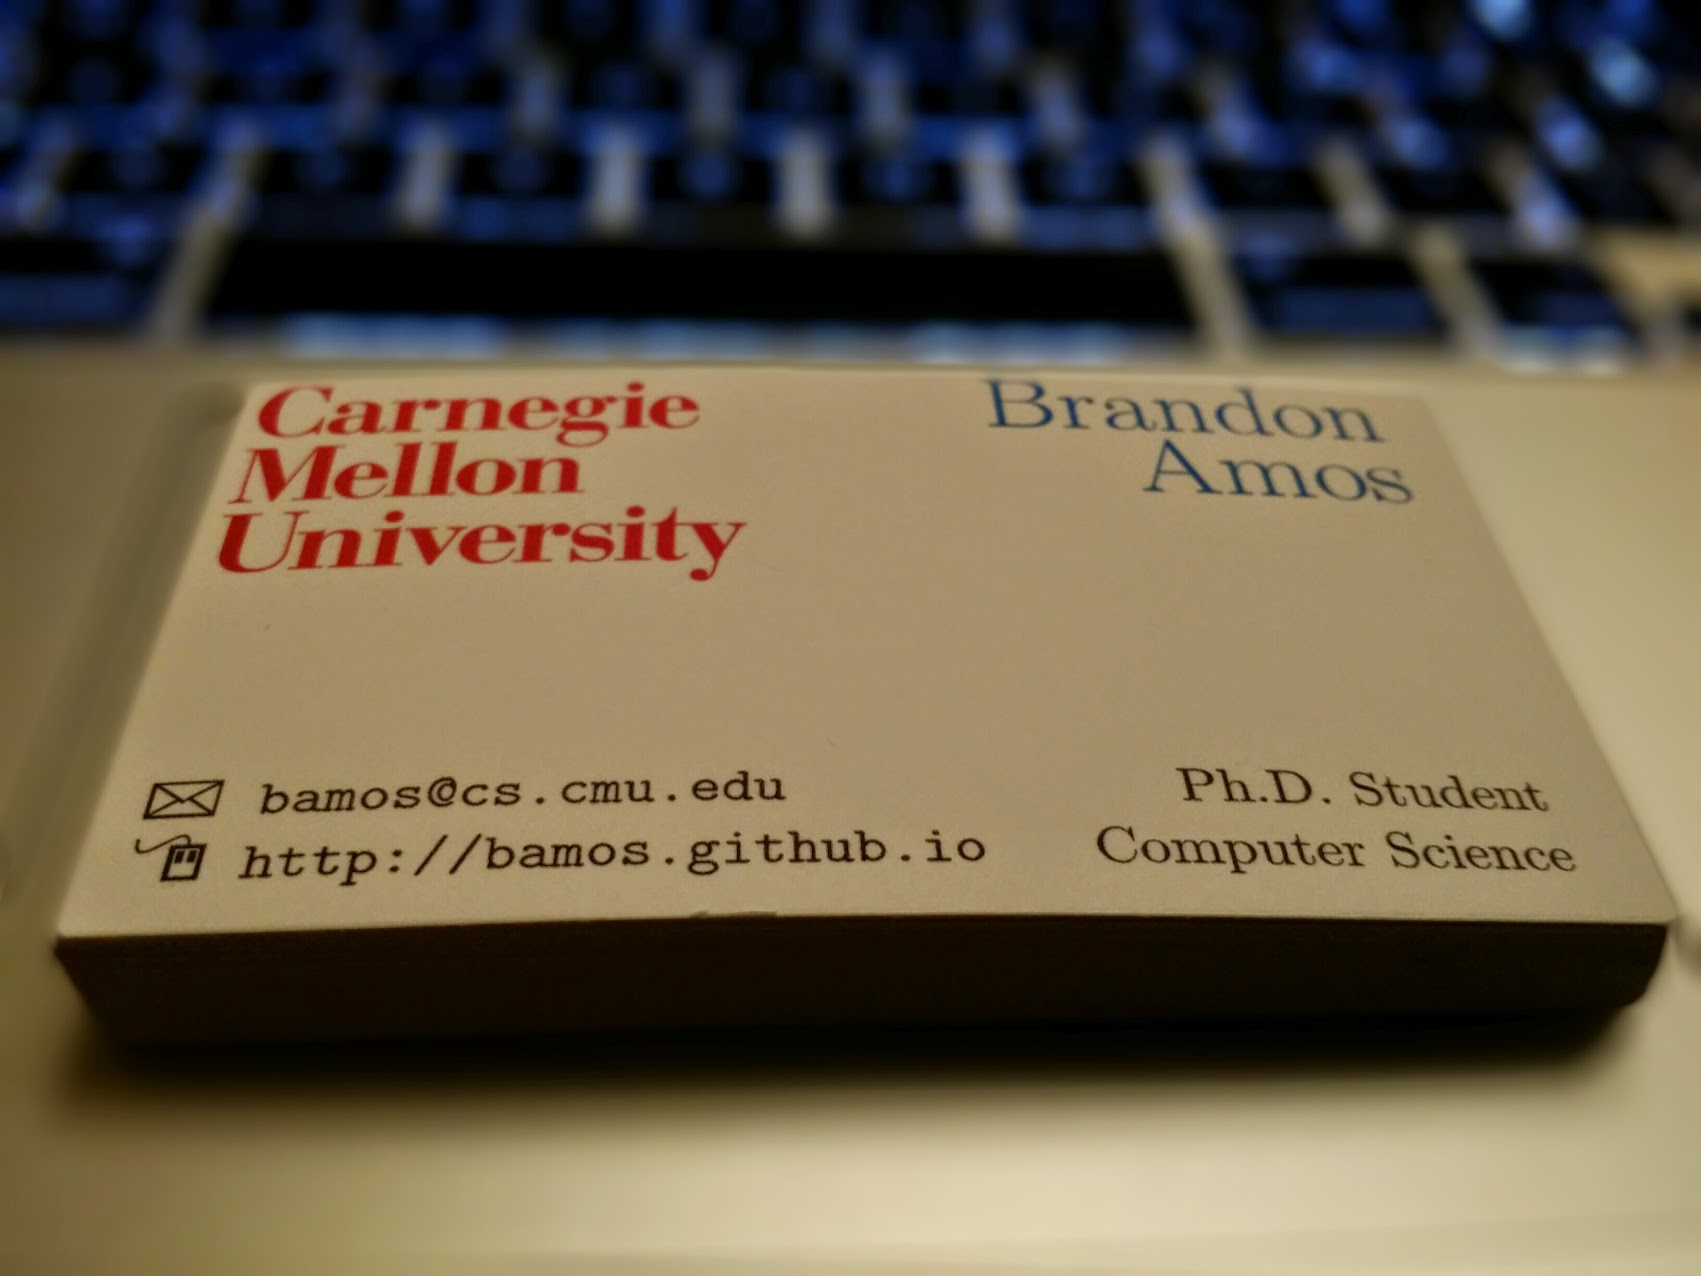 Carnegie
Mellon
University
Brandon
Amos
bamos@cs.cmu.edu
http://bamos.github.io
Ph.D. Student
Computer Science